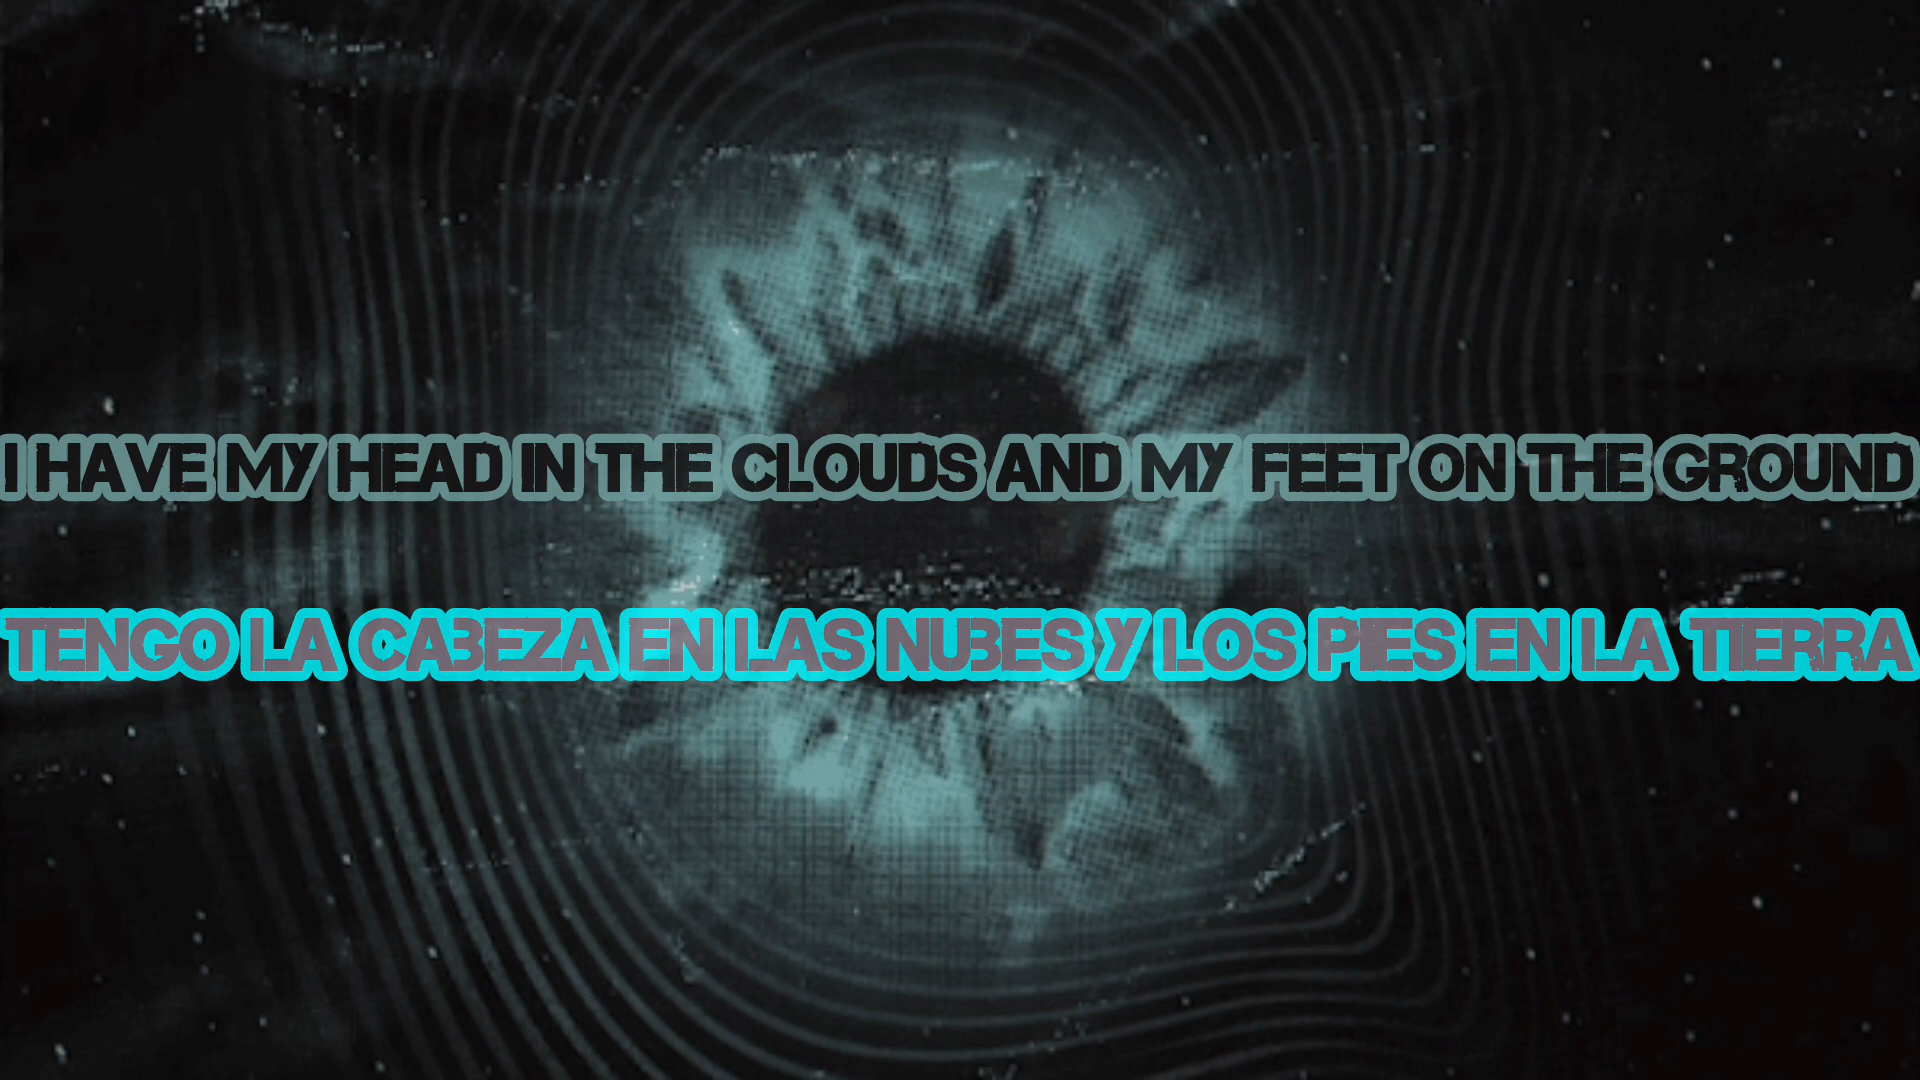 I HAVE MY HEAD IN THE CLOUDS AND MY FEET ON THE GROUND
TENGO LA CABEZA EN LAS NUBES Y LOS PIES EN LA TIERRA